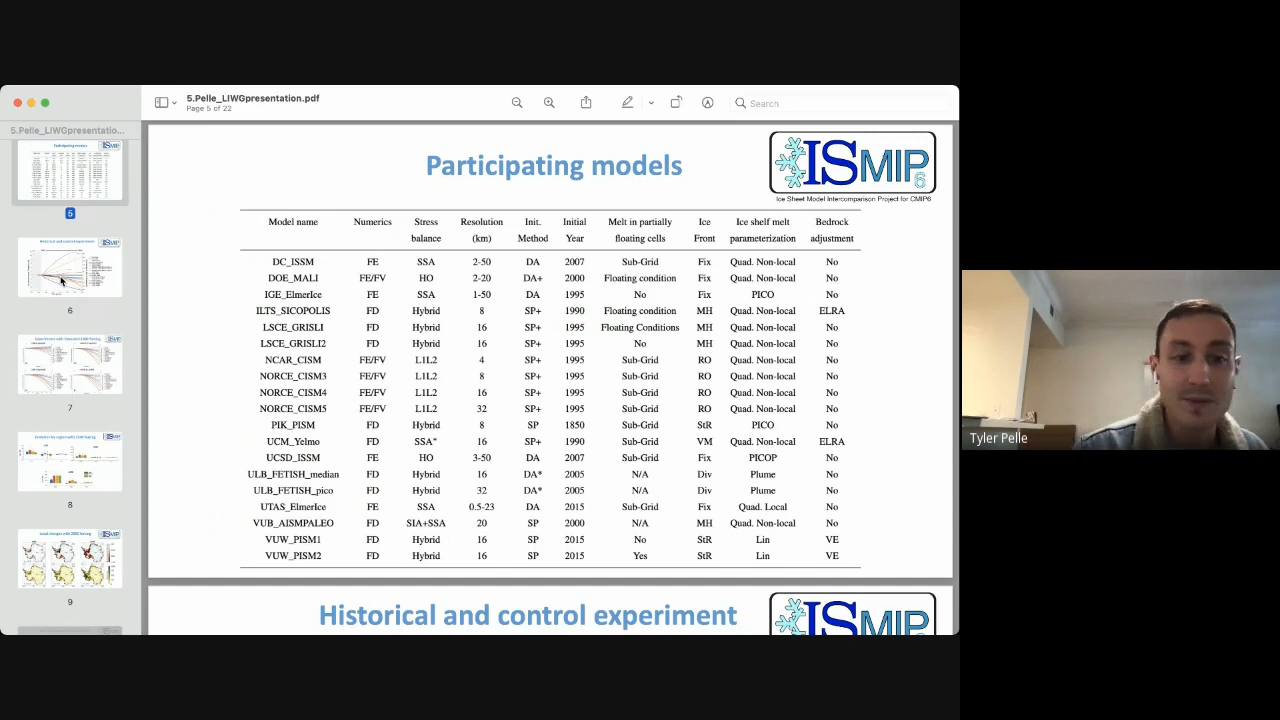 5.Pelle_LIWGpresentation.pdf
Page 5 of 22
Search
5.Pelle_LIWGpresentatio...
5
6
7
8
9
Participating models
ISMIP6
Ice Sheet Model Intercomparison Project for CMIP6
Model name Numerics Stress balance Resolution (km) Init. Method Initial Year Melt in partially floating cells Ice Front Ice shelf melt parameterization Bedrock adjustment
DC_ISSM FE SSA 2-50 DA 2007 Sub-Grid Fix Quad. Non-local No
DOE_MALI FE/FV HO 2-20 DA+ 2000 Floating condition Fix Quad. Non-local No
IGE_ElmerIce FE SSA 1-50 DA 1995 No Fix PICO No
ILTS_SICOPOLIS FD Hybrid 8 SP+ 1990 Floating condition MH Quad. Non-local ELRA
LSCE_GRISLI FD Hybrid 16 SP+ 1995 Floating Conditions MH Quad. Non-local No
LSCE_GRISLI2 FD Hybrid 16 SP+ 1995 No MH Quad. Non-local No
NCAR_CISM FE/FV L1L2 4 SP+ 1995 Sub-Grid RO Quad. Non-local No
NORCE_CISM3 FE/FV L1L2 8 SP+ 1995 Sub-Grid RO Quad. Non-local No
NORCE_CISM4 FE/FV L1L2 16 SP+ 1995 Sub-Grid RO Quad. Non-local No
NORCE_CISM5 FE/FV L1L2 32 SP+ 1995 Sub-Grid RO Quad. Non-local No
PIK_PISM FD Hybrid 8 SP 1850 Sub-Grid StR PICO No
UCM_Yelmo FD SSA* 16 SP+ 1990 Sub-Grid VM Quad. Non-local ELRA
UCSD_ISSM FE HO 3-50 DA 2007 Sub-Grid Fix PICOP No
ULB_FETISH_median FD Hybrid 16 DA* 2005 N/A Div Plume No
ULB_FETISH_pico FD Hybrid 32 DA* 2005 N/A Div Plume No
UTAS_ElmerIce FE SSA 0.5-23 DA 2015 Sub-Grid Fix Quad. Local No
VUB_AISMPALEO FD SIA+SSA 20 SP 2000 N/A MH Quad. Non-local No
VUW_PISM1 FD Hybrid 16 SP 2015 No StR Lin VE
VUW_PISM2 FD Hybrid 16 SP 2015 Yes StR Lin VE
Historical and control experiment
ISMIP
Tyler Pelle